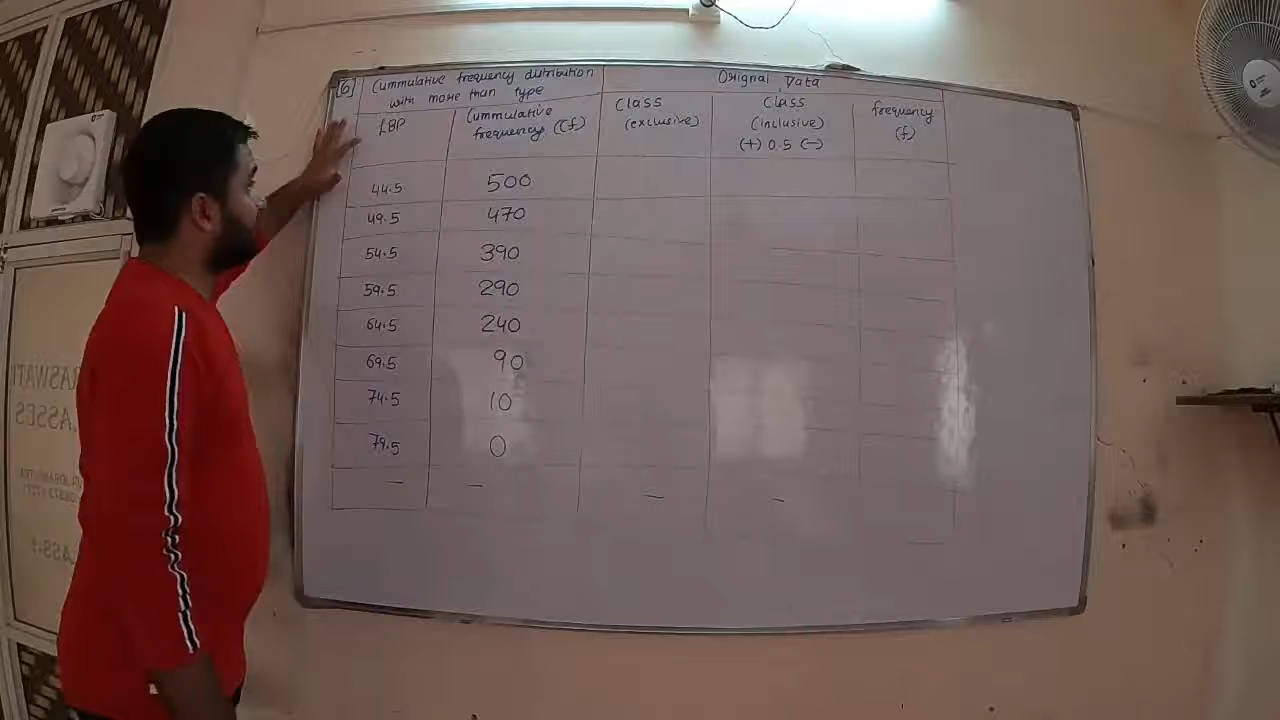 [6] Cummulative frequency dutribution with more than type
Orignal Data
LBP
Cummulative frequency (Cf)
Class (exclusive)
Class (inclusive) (+) 0.5 (-)
frequency (f)
44.5 500
49.5 470
54.5 390
59.5 290
64.5 240
69.5 90
74.5 10
79.5 0
— — — —